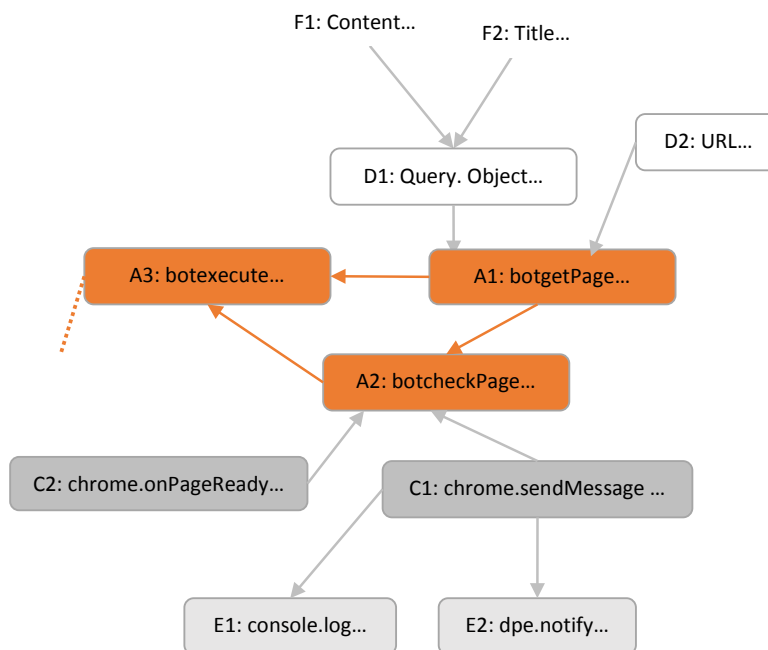 F1: Content...
F2: Title...
D2: URL...
D1: Query. Object...
A3: botexecute...
A1: botgetPage...
A2: botcheckPage...
C2: chrome.onPageReady...
C1: chrome.sendMessage ...
E1: console.log...
E2: dpe.notify...